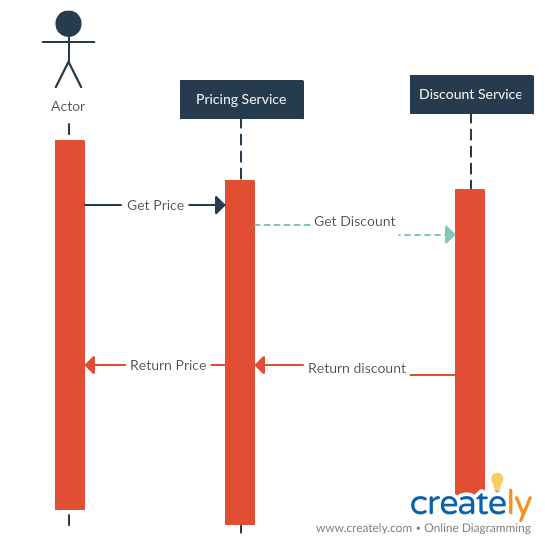 Actor
Pricing Service
Discount Service
Get Price
Get Discount
Return Price
Return discount
creately
www.creately.com • Online Diagramming